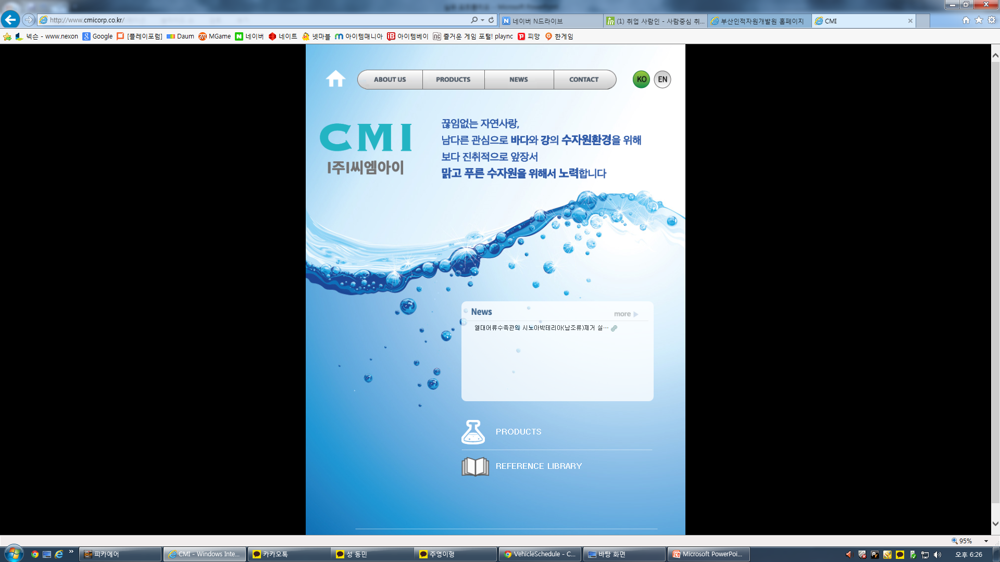 http://www.cmicorp.co.kr/
네이버 N드라이브
(1) 취업 사람인 - 사람중심 취...
부산인적자원개발원 홈페이지
CMI
넥슨 - www.nexon
Google
[플레이포럼]
Daum
MGame
네이버
네이트
넷마블
아이템매니아
아이템베이
즐거운 게임 포털! plaync
피망
한게임
ABOUT US
PRODUCTS
NEWS
CONTACT
KO
EN
CMI
|주|씨엠아이
끊임없는 자연사랑,
남다른 관심으로 바다와 강의 수자원환경을 위해
보다 진취적으로 앞장서
맑고 푸른 수자원을 위해서 노력합니다
News
more
열대어류수족관의 시노아박테리아(남조류)제거 실...
PRODUCTS
REFERENCE LIBRARY
95%
피카에어
CMI - Windows Inte...
카카오톡
성 동민
주영이형
VehicleSchedule - C...
바탕 화면
Microsoft PowerPoi...
오후 6:26